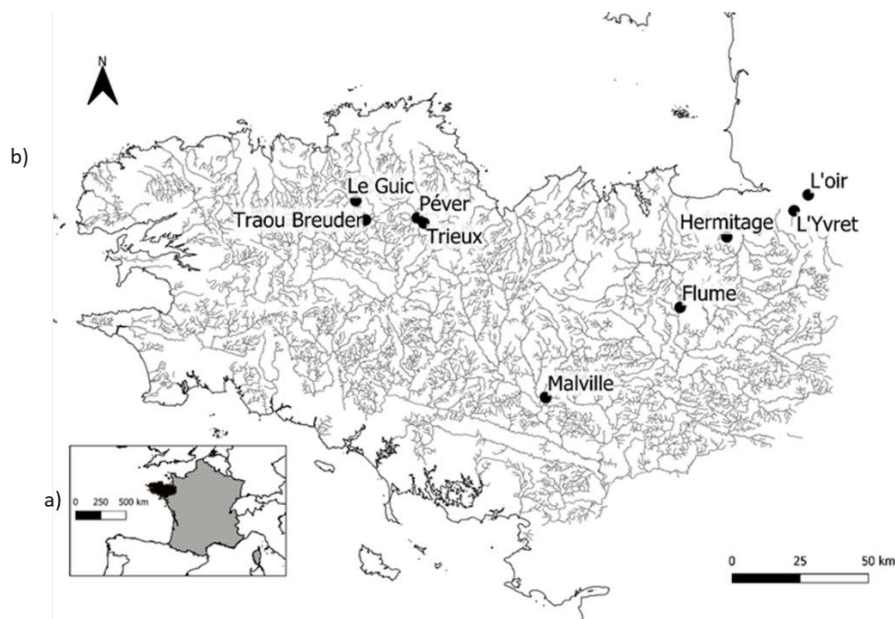 N
b)
L'oir
Le Guic
Péver
L'Yvret
Traou Breuder
Hermitage
Trieux
Flume
Malville
a)
0 250 500 km
0 25 50 km